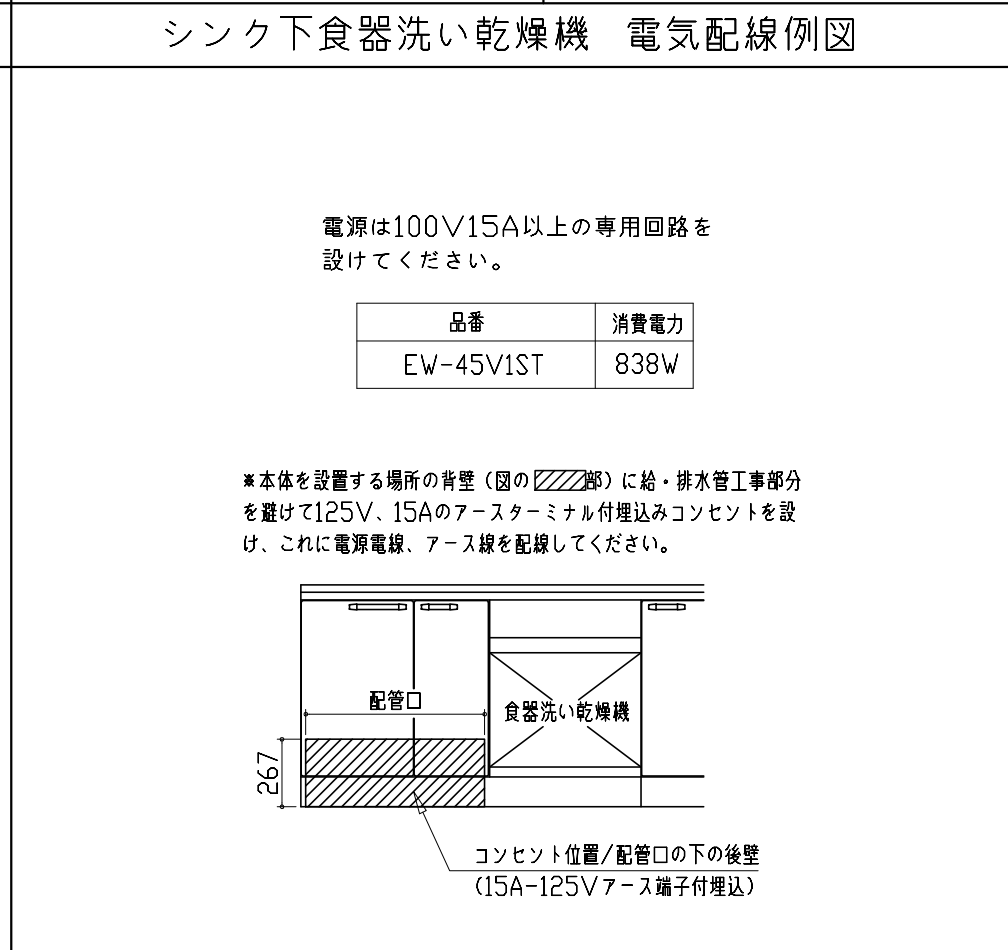 シンク下食器洗い乾燥機 電気配線例図
電源は100V15A以上の専用回路を
設けてください。
品番 消費電力
EW-45V1ST 838W
※本体を設置する場所の背壁（図の 部）に給・排水管工事部分
を避けて125V、15Aのアースターミナル付埋込みコンセントを設
け、これに電源電線、アース線を配線してください。
配管口
食器洗い乾燥機
267
コンセント位置/配管口の下の後壁
（15A-125Vアース端子付埋込）